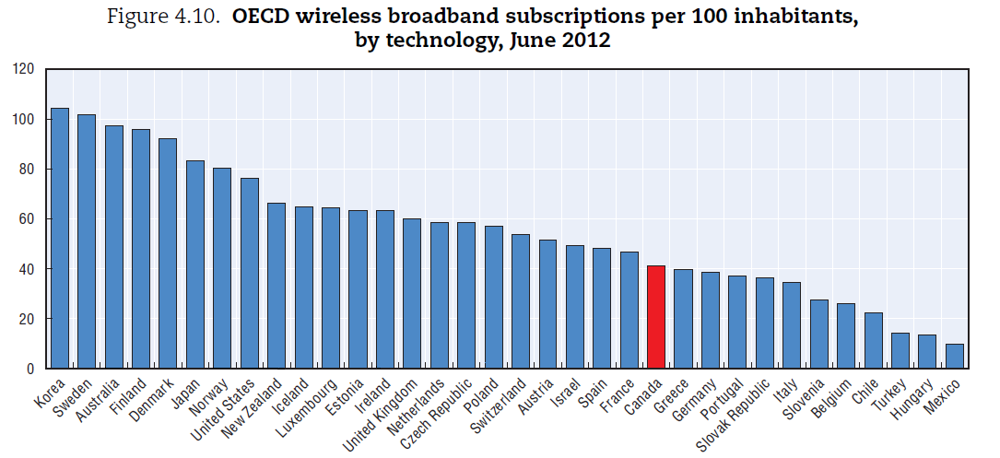 Figure 4.10. OECD wireless broadband subscriptions per 100 inhabitants,
by technology, June 2012
120
100
80
60
40
20
0
Korea
Sweden
Australia
Finland
Denmark
Japan
Norway
United States
New Zealand
Iceland
Luxembourg
Estonia
Ireland
United Kingdom
Netherlands
Czech Republic
Poland
Switzerland
Austria
Israel
Spain
France
Canada
Greece
Germany
Portugal
Slovak Republic
Italy
Slovenia
Belgium
Chile
Turkey
Hungary
Mexico